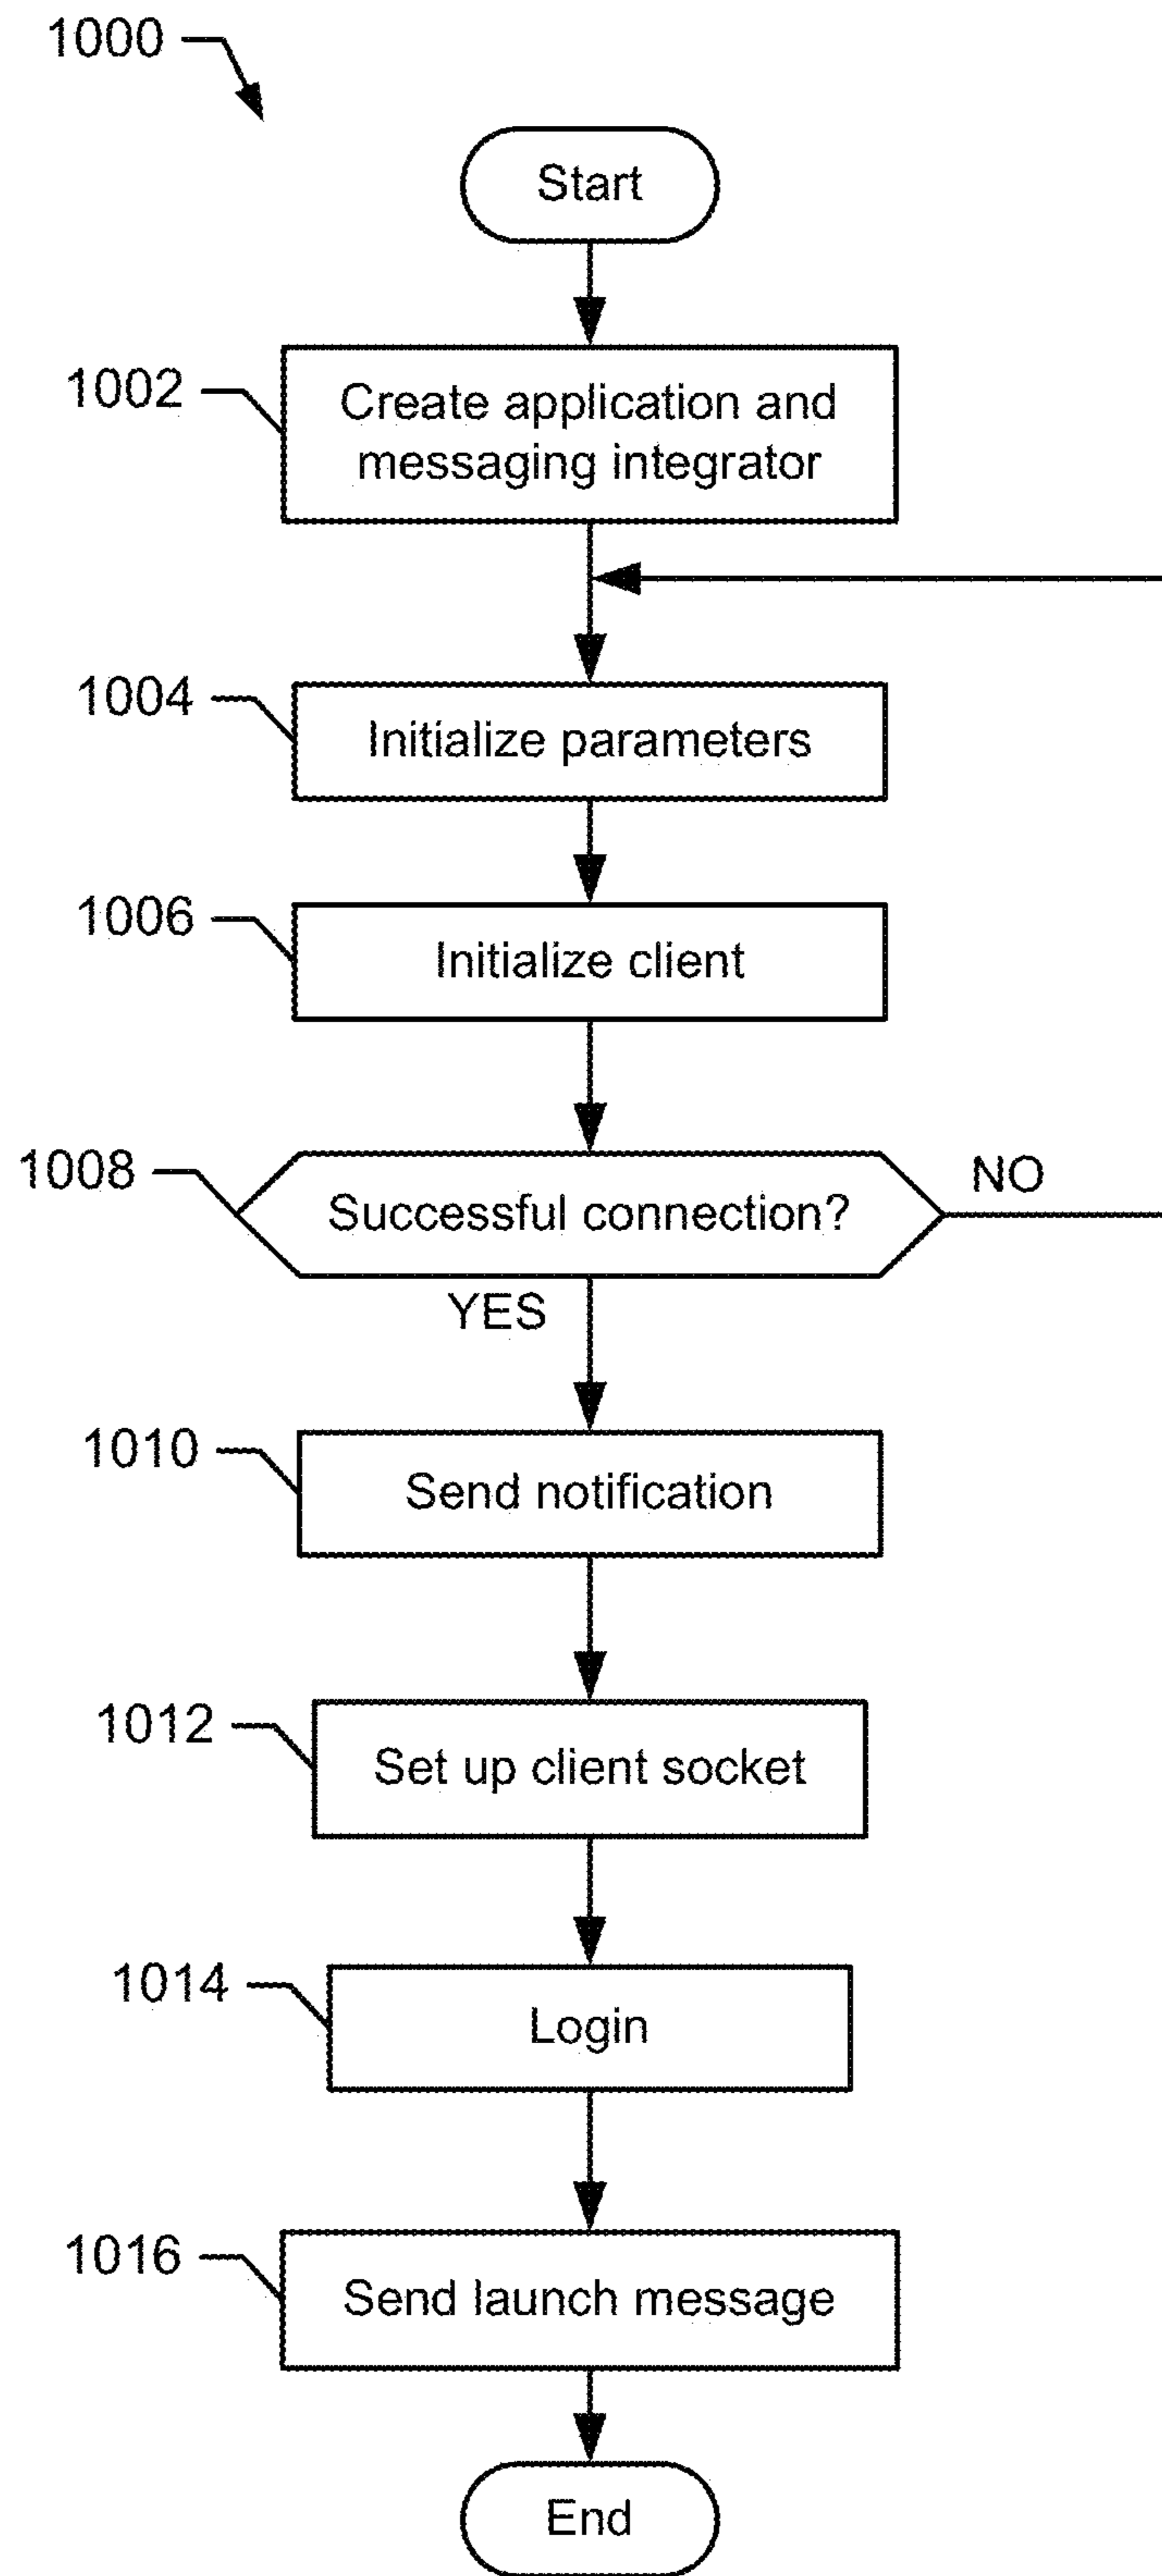 1000
Start
1002
Create application and
messaging integrator
1004
Initialize parameters
1006
Initialize client
1008
Successful connection?
NO
YES
1010
Send notification
1012
Set up client socket
1014
Login
1016
Send launch message
End